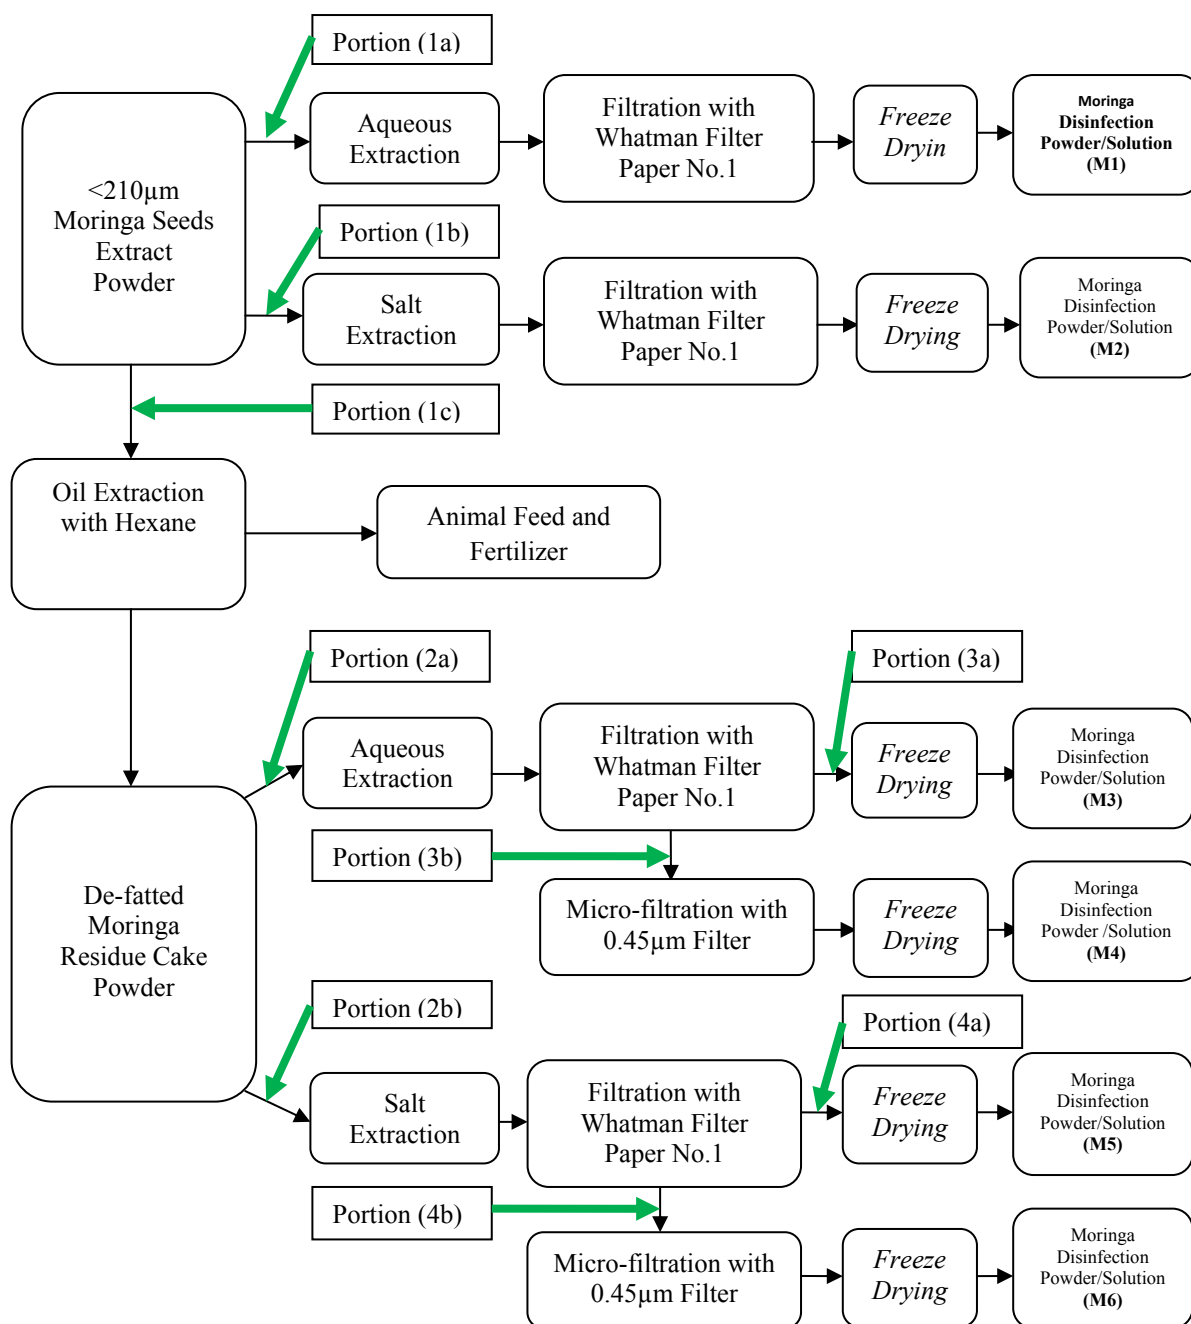 Portion (1a)
<210µm
Moringa Seeds
Extract
Powder
Aqueous
Extraction
Filtration with
Whatman Filter
Paper No.1
Freeze
Dryin
Moringa
Disinfection
Powder/Solution
(M1)
Portion (1b)
Salt
Extraction
Filtration with
Whatman Filter
Paper No.1
Freeze
Drying
Moringa
Disinfection
Powder/Solution
(M2)
Portion (1c)
Oil Extraction
with Hexane
Animal Feed and
Fertilizer
Portion (2a)
Portion (3a)
Aqueous
Extraction
Filtration with
Whatman Filter
Paper No.1
Freeze
Drying
Moringa
Disinfection
Powder/Solution
(M3)
Portion (3b)
De-fatted
Moringa
Residue Cake
Powder
Micro-filtration with
0.45µm Filter
Freeze
Drying
Moringa
Disinfection
Powder /Solution
(M4)
Portion (2b)
Portion (4a)
Salt
Extraction
Filtration with
Whatman Filter
Paper No.1
Freeze
Drying
Moringa
Disinfection
Powder/Solution
(M5)
Portion (4b)
Micro-filtration with
0.45µm Filter
Freeze
Drying
Moringa
Disinfection
Powder/Solution
(M6)